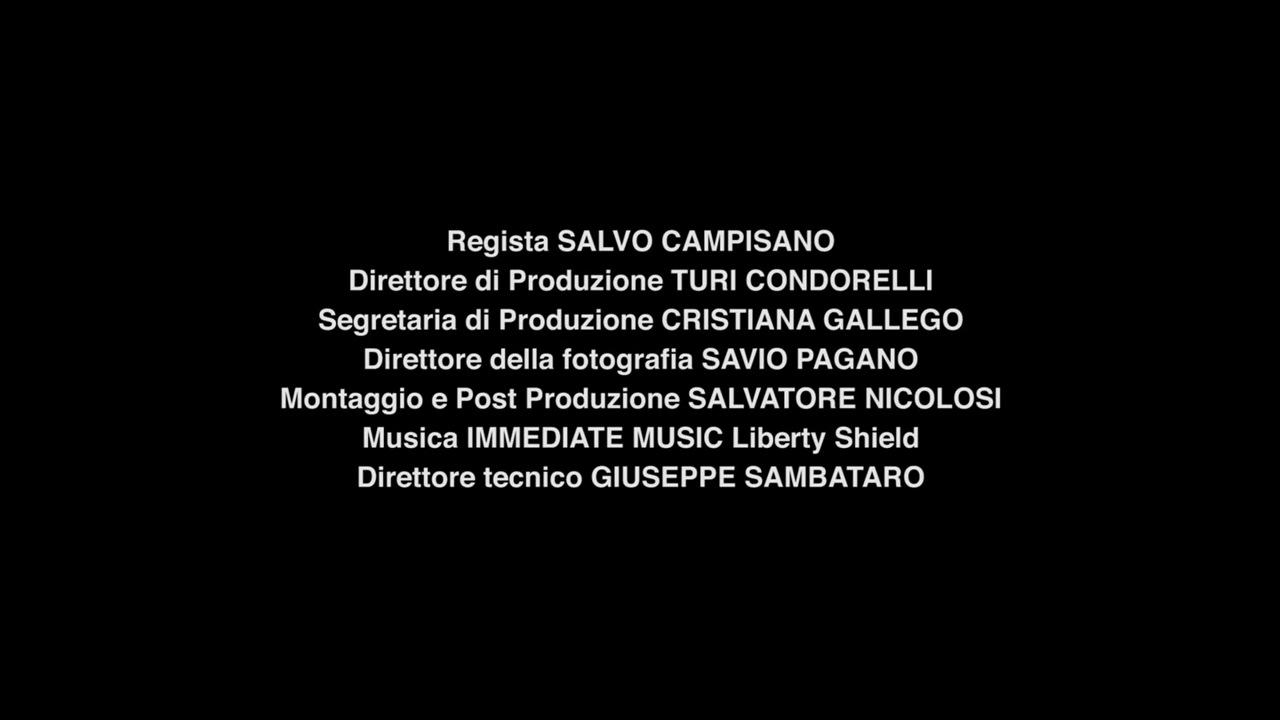 Regista SALVO CAMPISANO
Direttore di Produzione TURI CONDORELLI
Segretaria di Produzione CRISTIANA GALLEGO
Direttore della fotografia SAVIO PAGANO
Montaggio e Post Produzione SALVATORE NICOLOSI
Musica IMMEDIATE MUSIC Liberty Shield
Direttore tecnico GIUSEPPE SAMBATARO